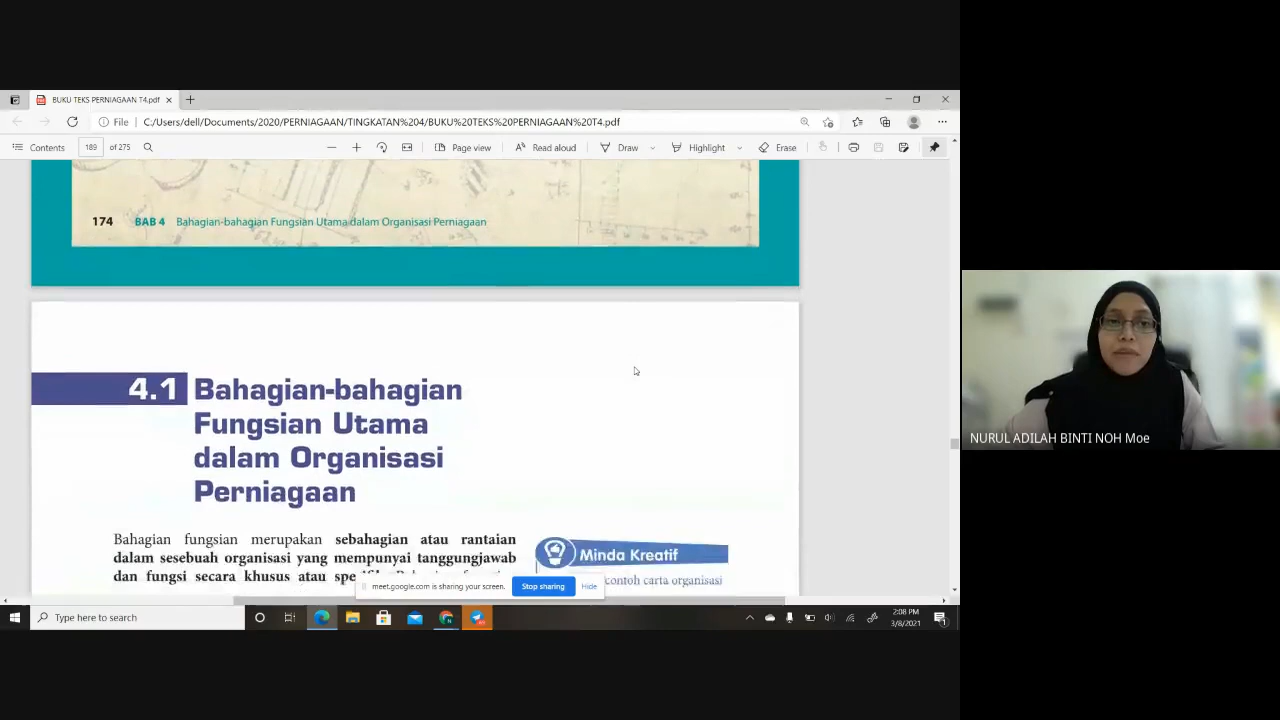 BUKU TEKS PERNIAGAAN T4.pdf
File C:/Users/dell/Documents/2020/PERNIAGAAN/TINGKATAN%204/BUKU%20TEKS%20PERNIAGAAN%20T4.pdf
Contents 189 of 275 Page view Read aloud Draw Highlight Erase
174 BAB 4 Bahagian-bahagian Fungsian Utama dalam Organisasi Perniagaan
4.1 Bahagian-bahagian
Fungsian Utama
dalam Organisasi
Perniagaan
Bahagian fungsian merupakan sebahagian atau rantaian
dalam sesebuah organisasi yang mempunyai tanggungjawab
dan fungsi secara khusus atau
Minda Kreatif
contoh carta organisasi
meet.google.com is sharing your screen. Stop sharing Hide
Type here to search
2:08 PM
3/8/2021
NURUL ADILAH BINTI NOH Moe